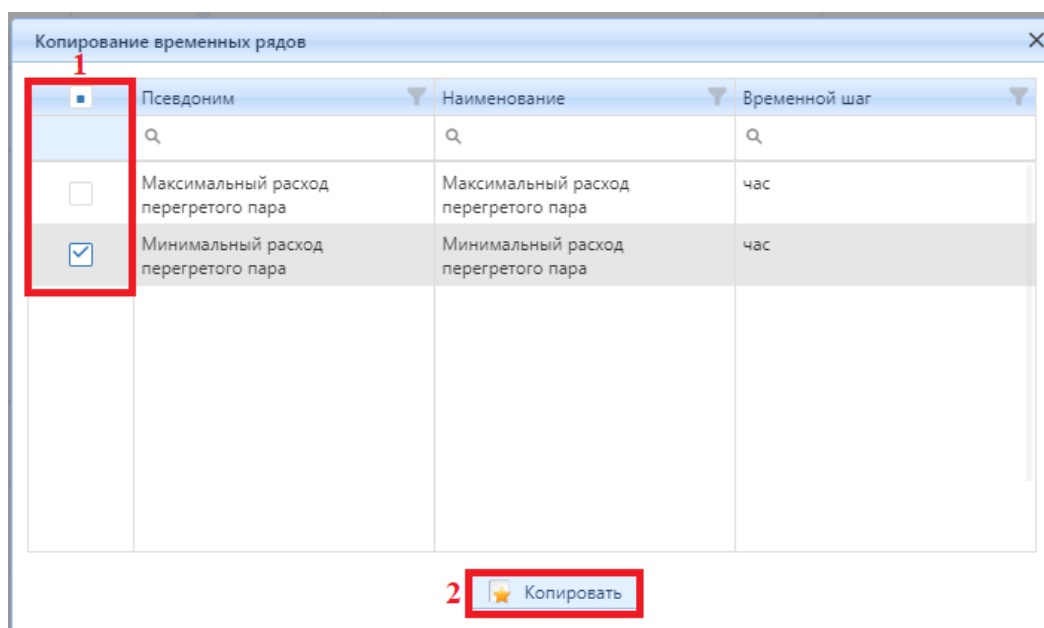 Копирование временных рядов
1
Псевдоним Наименование Временной шаг
Максимальный расход Максимальный расход час
перегретого пара перегретого пара
Минимальный расход Минимальный расход час
перегретого пара перегретого пара
2 Копировать